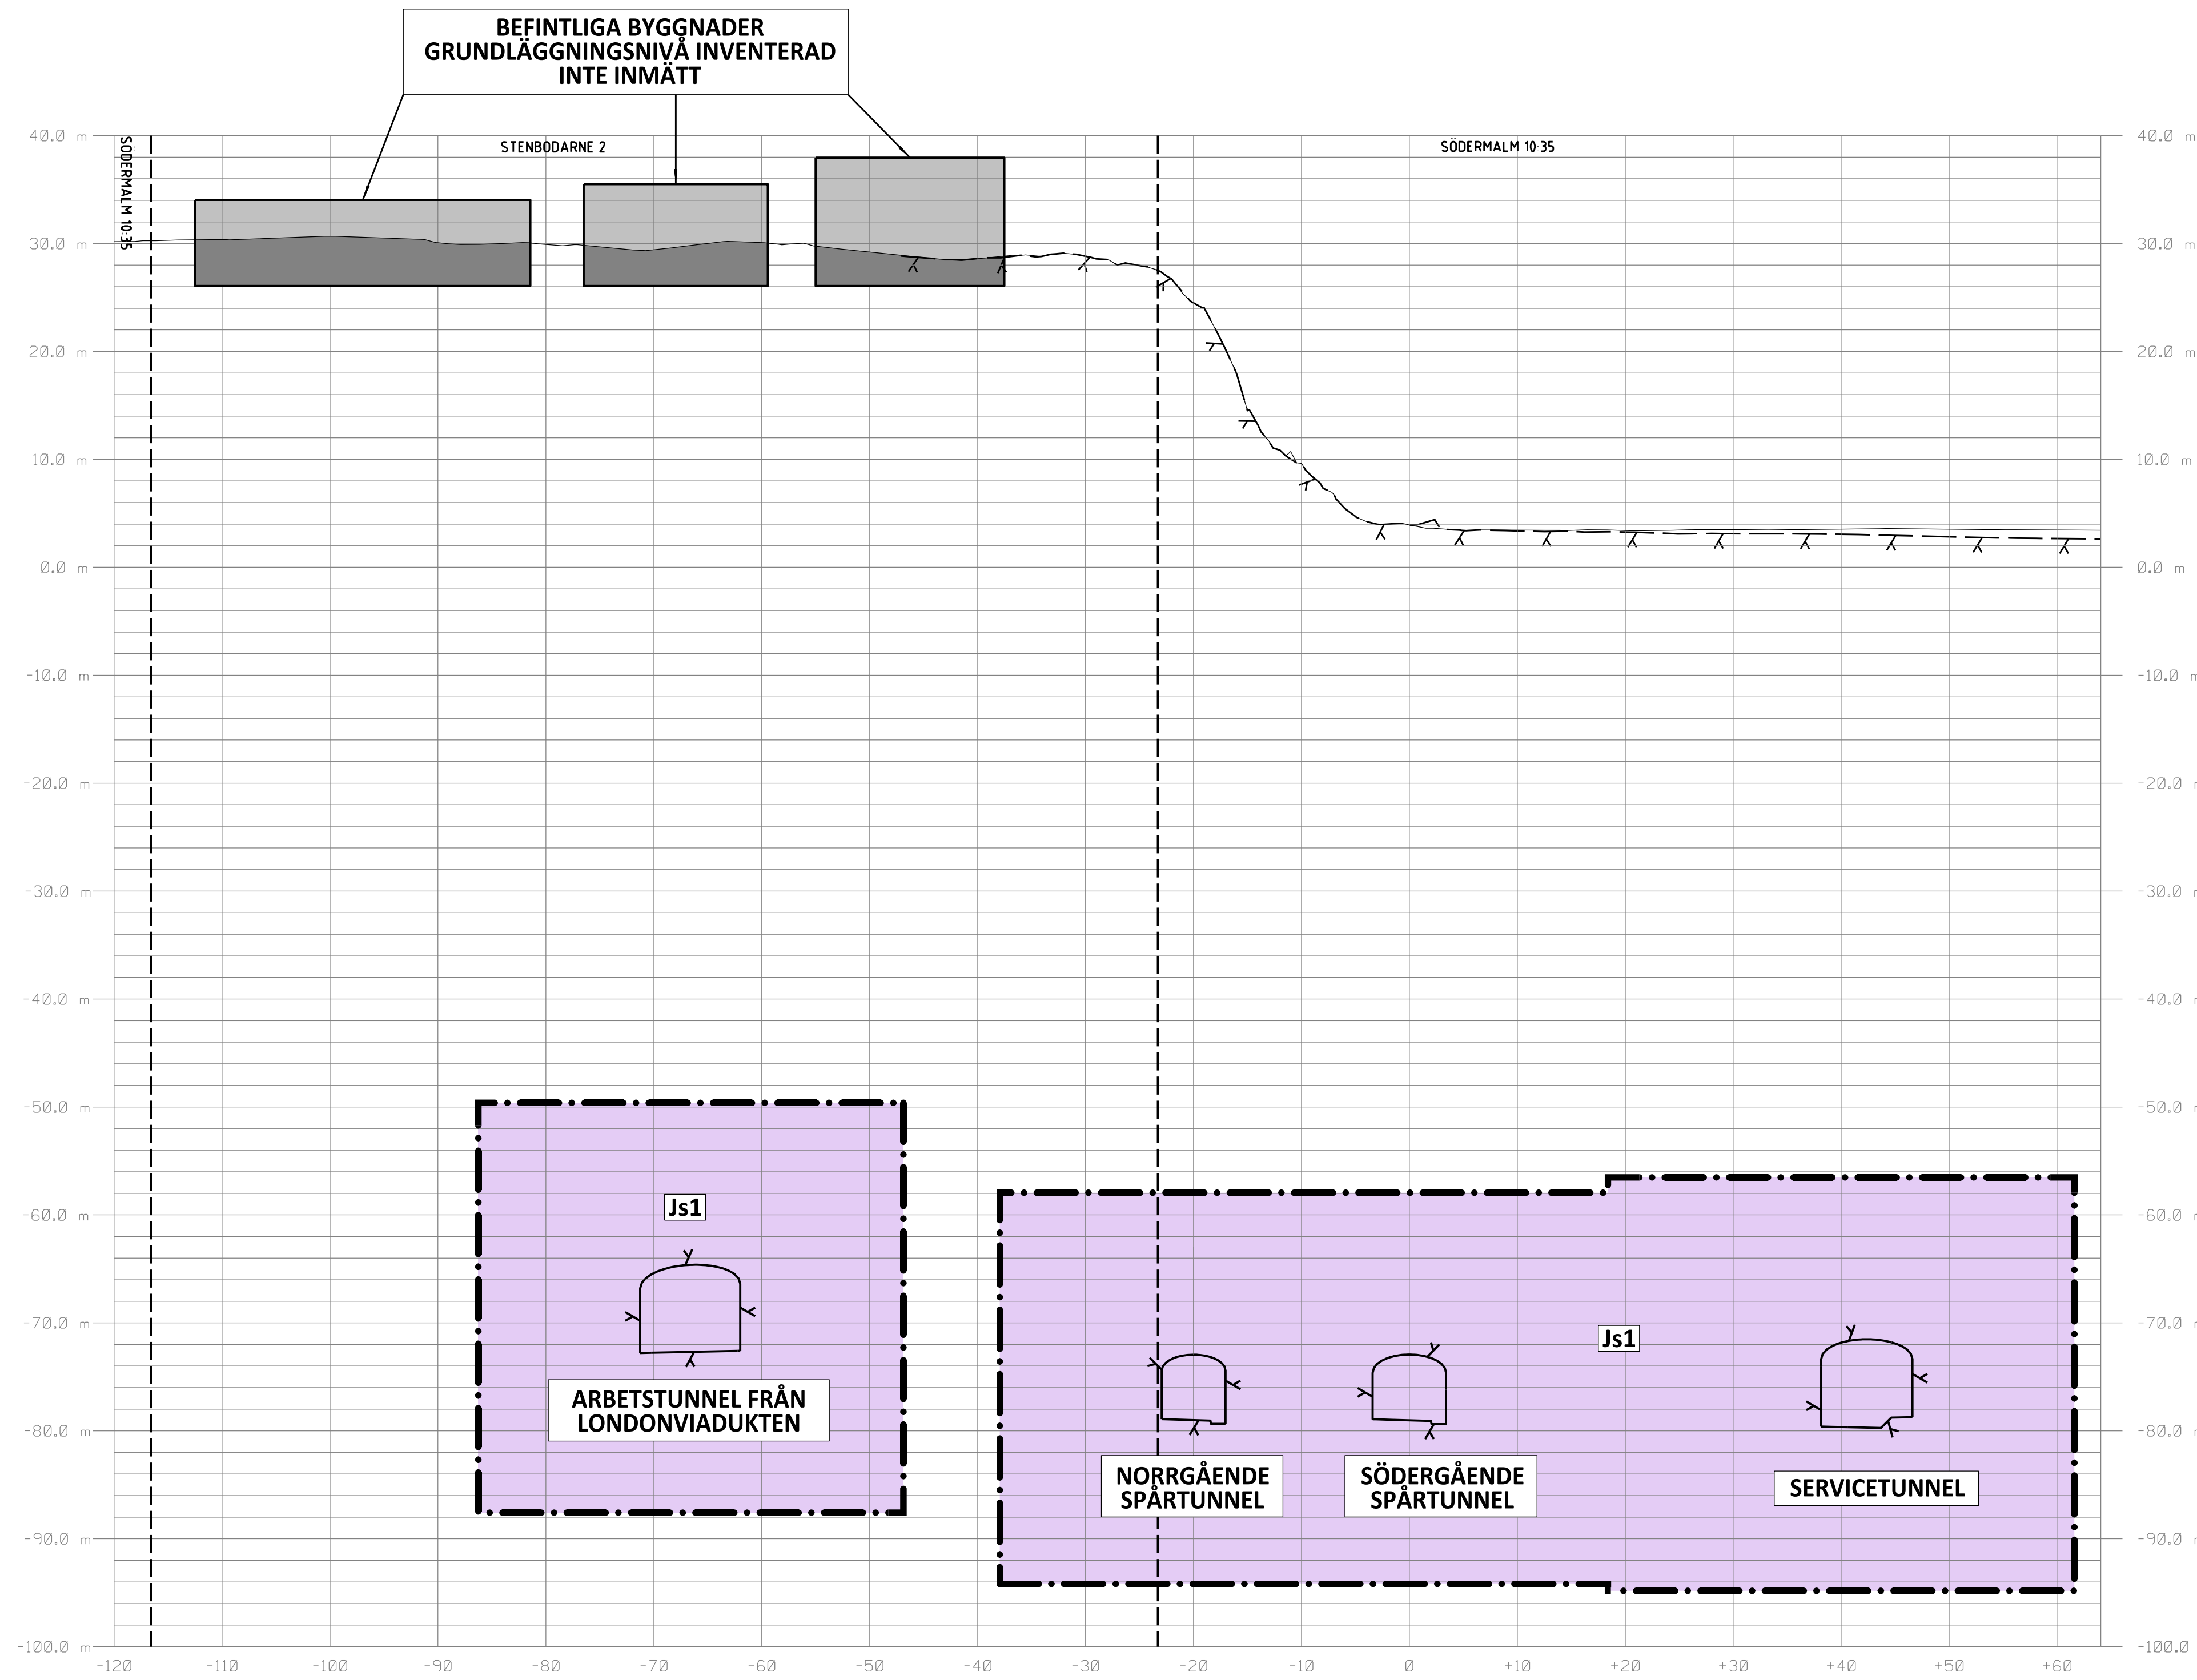 BEFINTLIGA BYGGNADER
GRUNDLÄGGNINGSNIVÅ INVENTERAD
INTE INMÄTT
SÖDERMALM 10:35
STENBODARNE 2
SÖDERMALM 10:35
40.0 m
30.0 m
20.0 m
10.0 m
0.0 m
-10.0 m
-20.0 m
-30.0 m
-40.0 m
-50.0 m
-60.0 m
-70.0 m
-80.0 m
-90.0 m
-100.0 m
40.0 m
30.0 m
20.0 m
10.0 m
0.0 m
-10.0 m
-20.0 m
-30.0 m
-40.0 m
-50.0 m
-60.0 m
-70.0 m
-80.0 m
-90.0 m
-100.0
Js1
ARBETSTUNNEL FRÅN
LONDONVIADUKTEN
Js1
NORRGÅENDE
SPÅRTUNNEL
SÖDERGÅENDE
SPÅRTUNNEL
SERVICETUNNEL
-120 -110 -100 -90 -80 -70 -60 -50 -40 -30 -20 -10 0 +10 +20 +30 +40 +50 +60